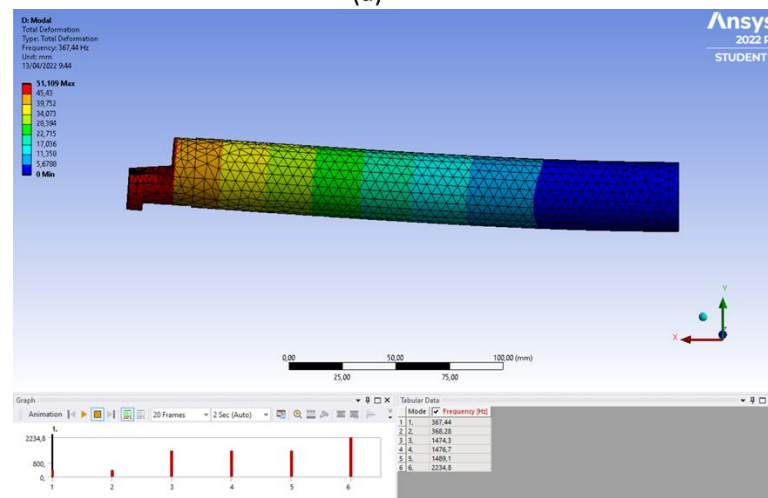 D: Modal
Total Deformation
Type: Total Deformation
Frequency: 367,44 Hz
Unit: mm
13/04/2022 9:44
51,109 Max
45,43
39,752
34,073
28,394
22,715
17,036
11,358
5,6788
0 Min
Ansys
2022 R
STUDENT
Y
X
0,00 50,00 100,00 (mm)
25,00 75,00
Graph
Animation 20 Frames 2 Sec (Auto)
1,
2234,8
800,
0,
1 2 3 4 5 6
Tabular Data
Mode Frequency [Hz]
1 1, 367,44
2 2, 368,28
3 3, 1474,3
4 4, 1476,7
5 5, 1489,1
6 6, 2234,8